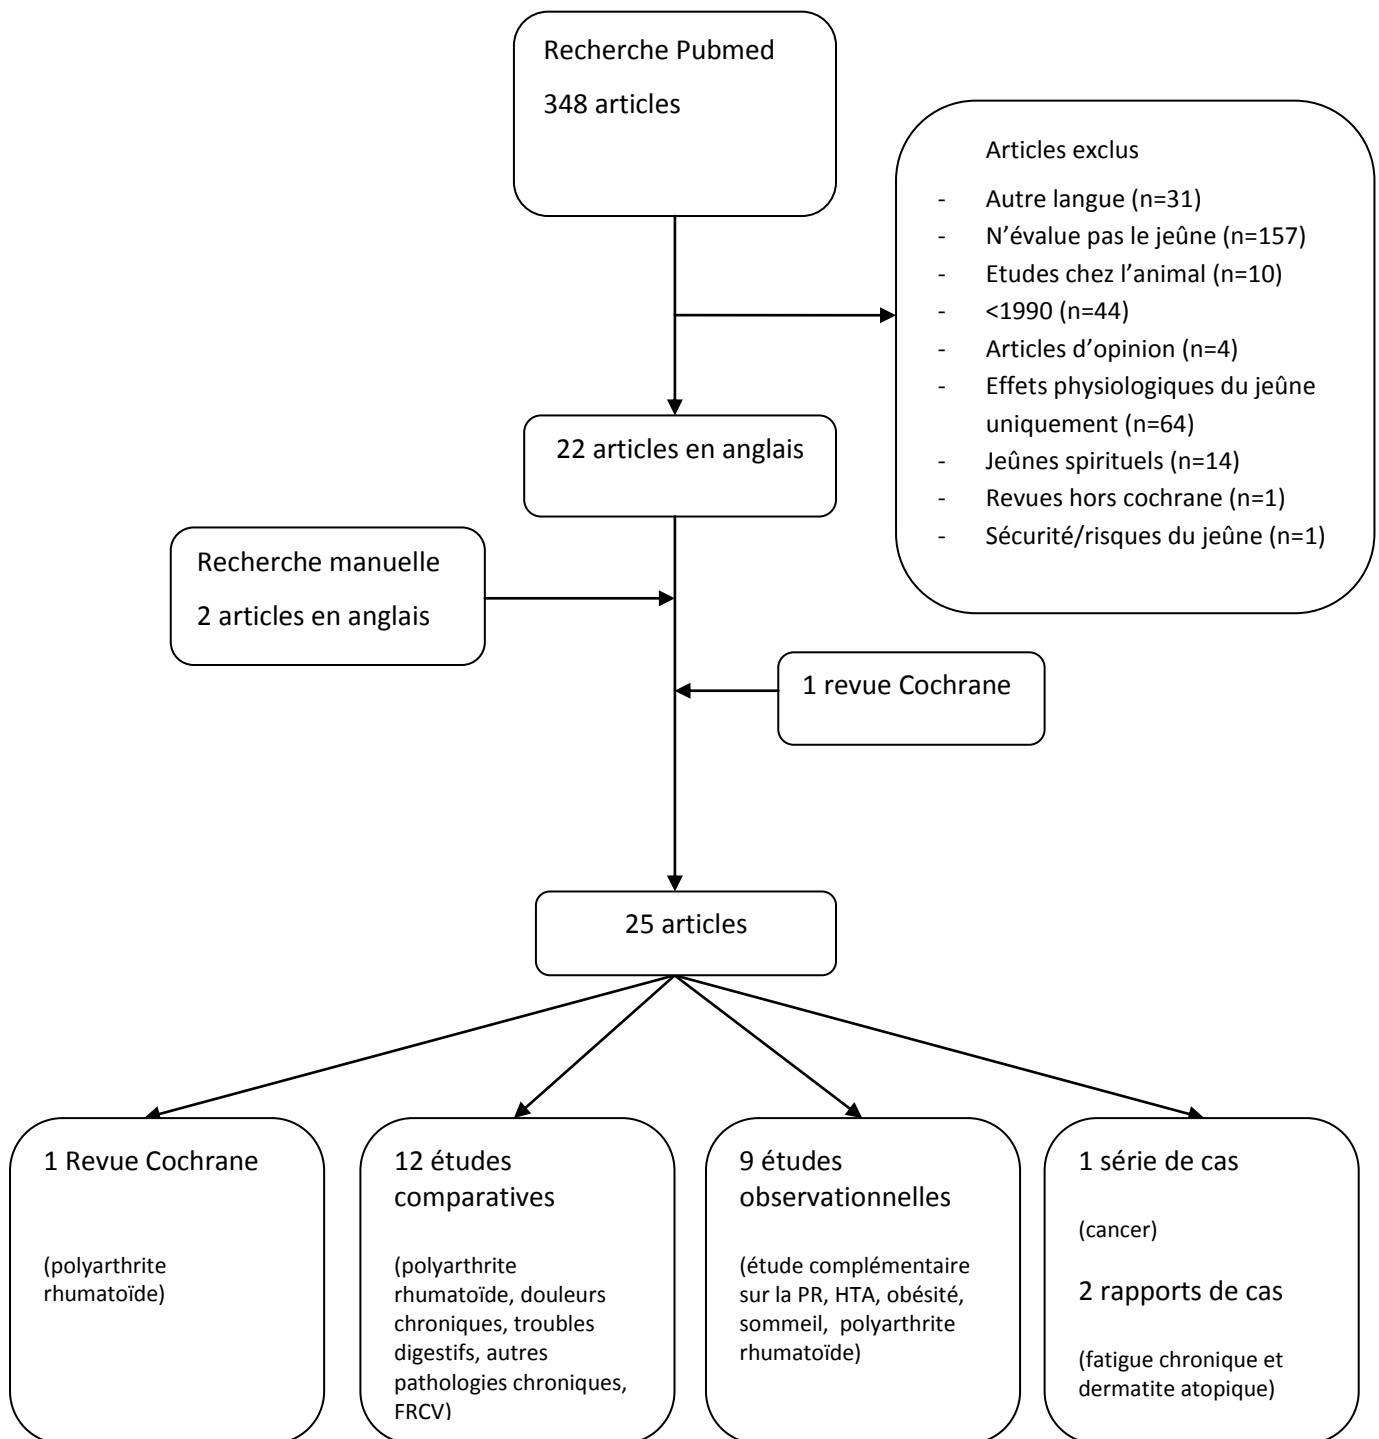 Recherche Pubmed
348 articles
Articles exclus
- Autre langue (n=31)
- N’évalue pas le jeûne (n=157)
- Etudes chez l’animal (n=10)
- <1990 (n=44)
- Articles d’opinion (n=4)
- Effets physiologiques du jeûne
uniquement (n=64)
- Jeûnes spirituels (n=14)
- Revues hors cochrane (n=1)
- Sécurité/risques du jeûne (n=1)
22 articles en anglais
Recherche manuelle
2 articles en anglais
1 revue Cochrane
25 articles
1 Revue Cochrane
(polyarthrite
rhumatoïde)
12 études
comparatives
(polyarthrite
rhumatoïde, douleurs
chroniques, troubles
digestifs, autres
pathologies chroniques,
FRCV)
9 études
observationnelles
(étude complémentaire
sur la PR, HTA, obésité,
sommeil, polyarthrite
rhumatoïde)
1 série de cas
(cancer)
2 rapports de cas
(fatigue chronique et
dermatite atopique)